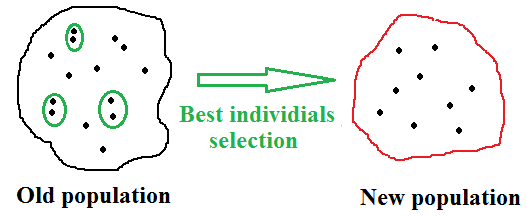 Best individials
selection
Old population
New population